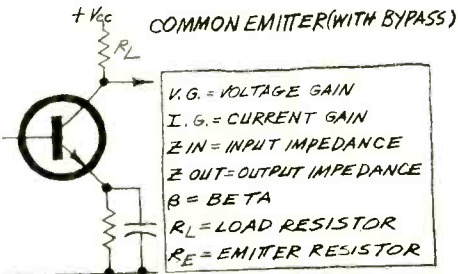 + Vcc
COMMON EMITTER (WITH BYPASS)
RL
V.G. = VOLTAGE GAIN
I.G. = CURRENT GAIN
Z IN = INPUT IMPEDANCE
Z OUT = OUTPUT IMPEDANCE
β = BETA
RL = LOAD RESISTOR
RE = EMITTER RESISTOR